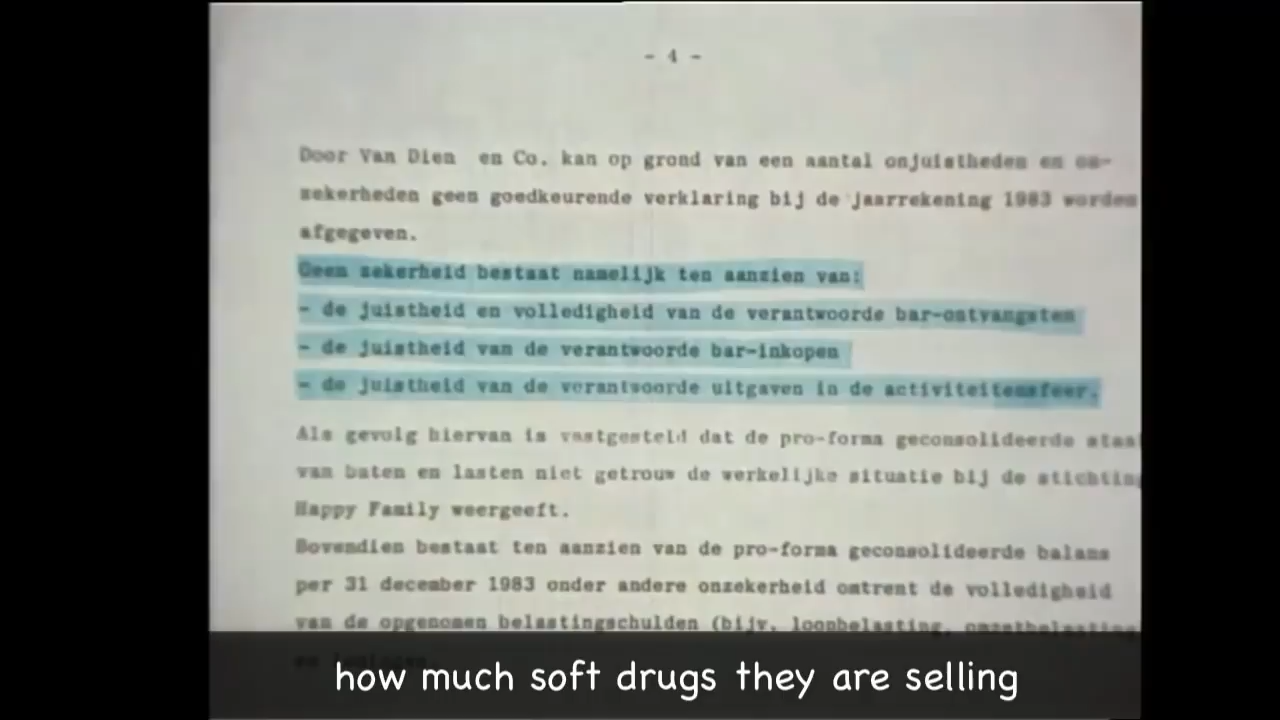 - 4 -
Door Van Dien en Co. kan op grond van een aantal onjuistheden en on-
zekerheden geen goedkeurende verklaring bij de jaarrekening 1983 worden
afgegeven.
Geen zekerheid bestaat namelijk ten aanzien van:
- de juistheid en volledigheid van de verantwoorde bar-ontvangsten
- de juistheid van de verantwoorde bar-inkopen
- de juistheid van de verantwoorde uitgaven in de activiteitensfeer.
Als gevolg hiervan is vastgesteld dat de pro-forma geconsolideerde staat
van baten en lasten niet getrouw de werkelijke situatie bij de stichting
Happy Family weergeeft.
Bovendien bestaat ten aanzien van de pro-forma geconsolideerde balans
per 31 december 1983 onder andere onzekerheid omtrent de volledigheid
van de opgenomen belastingschulden (bijv. loonbelasting, omzetbelasting
how much soft drugs they are selling